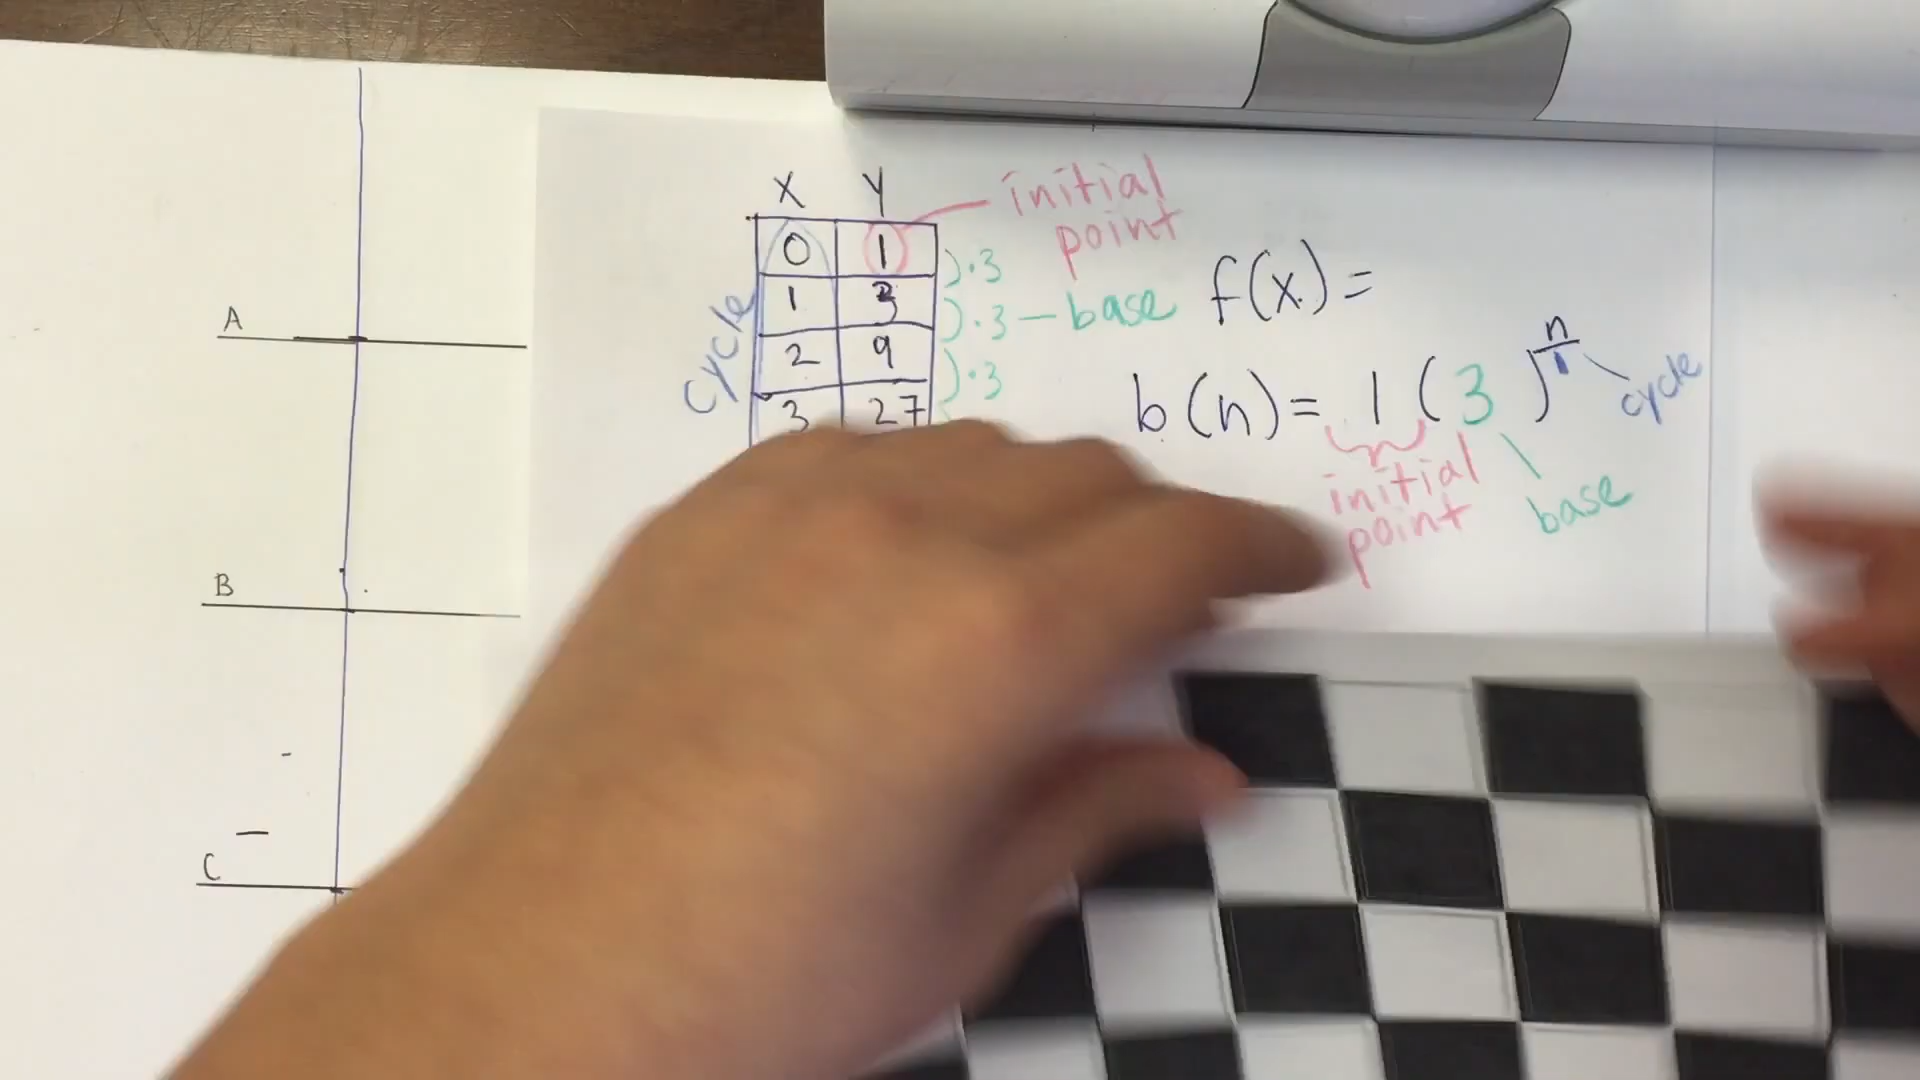 A
B
C
X Y
initial
point
0 1
·3
1 3
·3 — base
2 9
·3
3 27
cycle
f(x) =
b(n) = 1(3)^(n/1)
cycle
initial
point
base